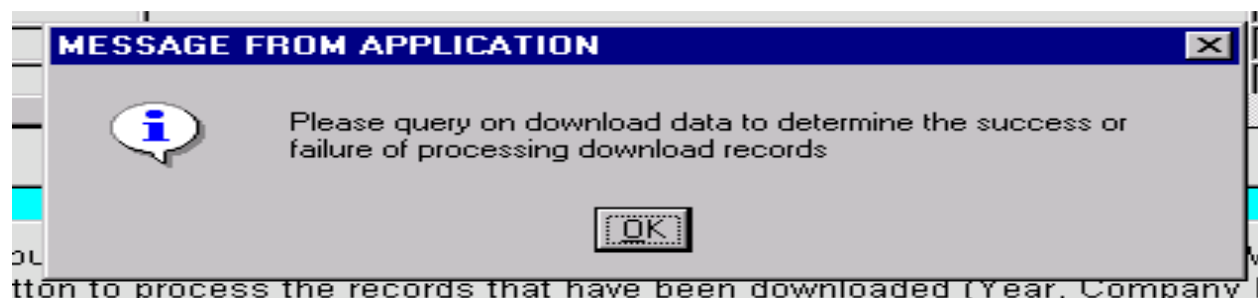 MESSAGE FROM APPLICATION
Please query on download data to determine the success or
failure of processing download records
OK
to process the records that have been downloaded (Year, Company